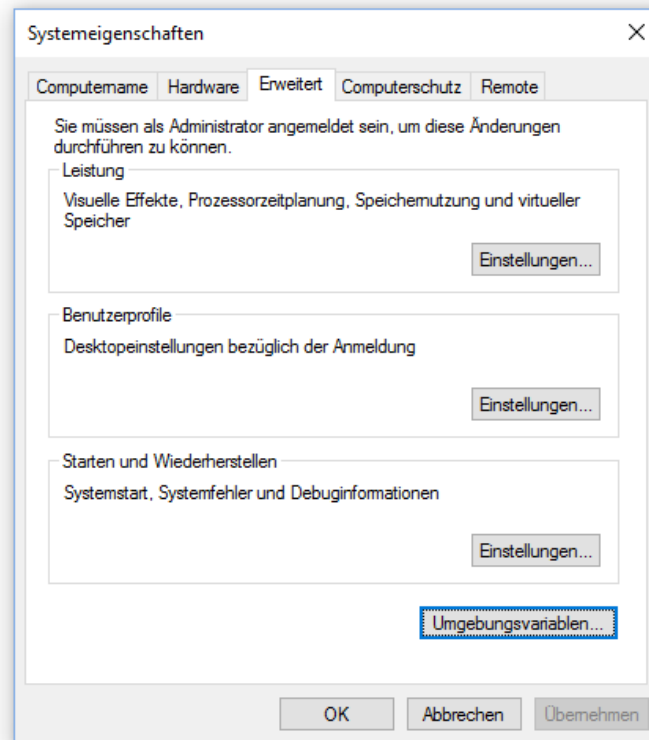 Systemeigenschaften
Computername Hardware Erweitert Computerschutz Remote
Sie müssen als Administrator angemeldet sein, um diese Änderungen
durchführen zu können.
Leistung
Visuelle Effekte, Prozessorzeitplanung, Speichernutzung und virtueller
Speicher
Einstellungen...
Benutzerprofile
Desktopeinstellungen bezüglich der Anmeldung
Einstellungen...
Starten und Wiederherstellen
Systemstart, Systemfehler und Debuginformationen
Einstellungen...
Umgebungsvariablen...
OK Abbrechen Übernehmen